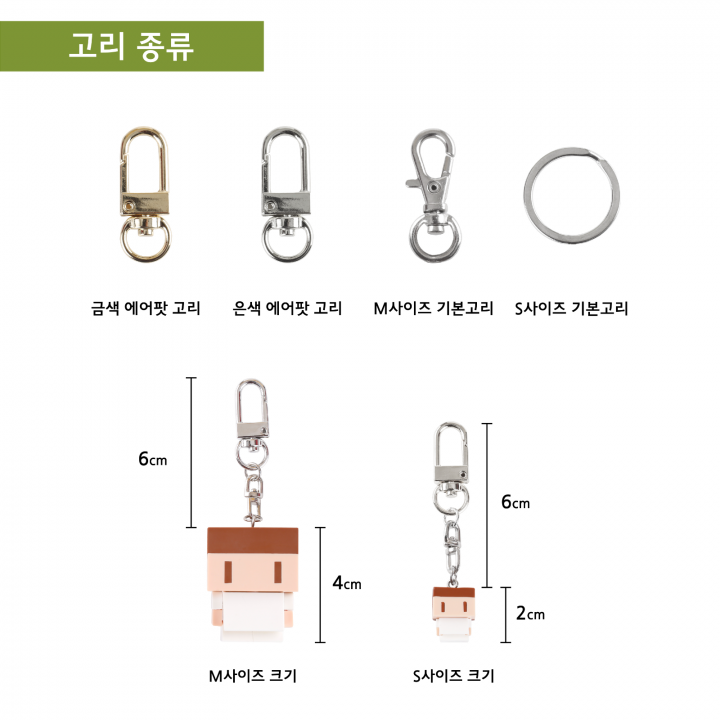 고리 종류
금색 에어팟 고리
은색 에어팟 고리
M사이즈 기본고리
S사이즈 기본고리
6cm
4cm
6cm
2cm
M사이즈 크기
S사이즈 크기